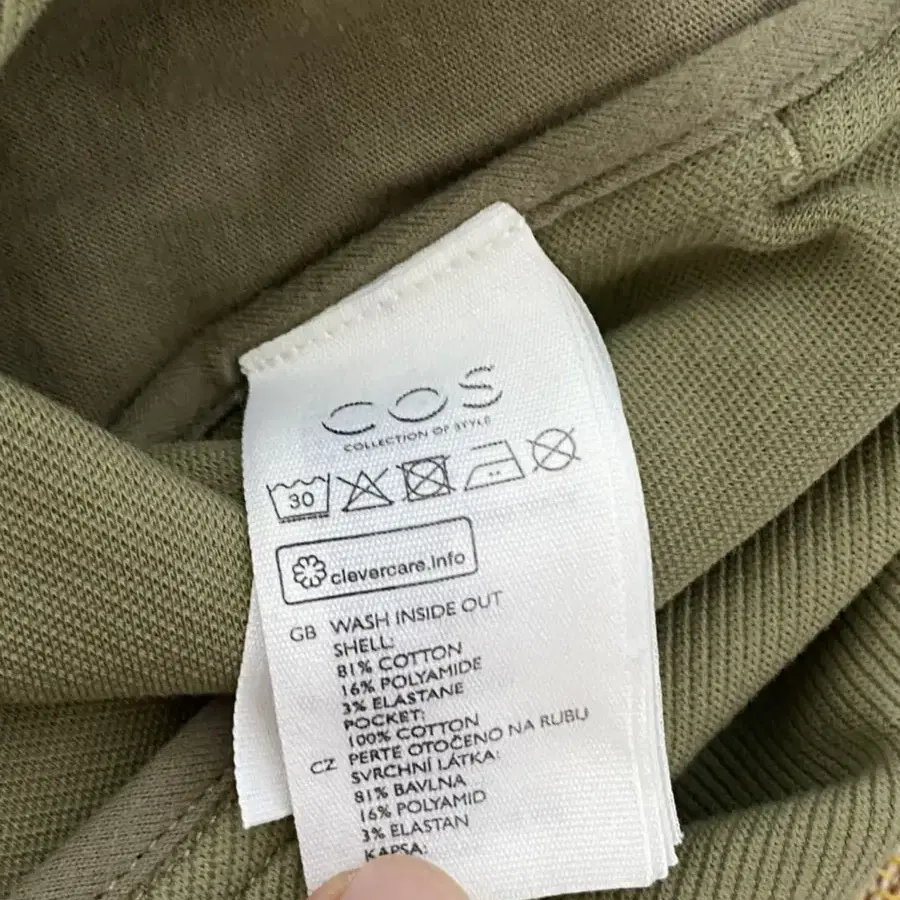 COS
COLLECTION OF STYLE
30
clevercare.info
GB WASH INSIDE OUT
SHELL:
81% COTTON
16% POLYAMIDE
3% ELASTANE
POCKET:
100% COTTON
CZ PERTE OTOČENO NA RUBU
SVRCHNÍ LÁTKA:
81% BAVLNA
16% POLYAMID
3% ELASTAN
KAPSA: